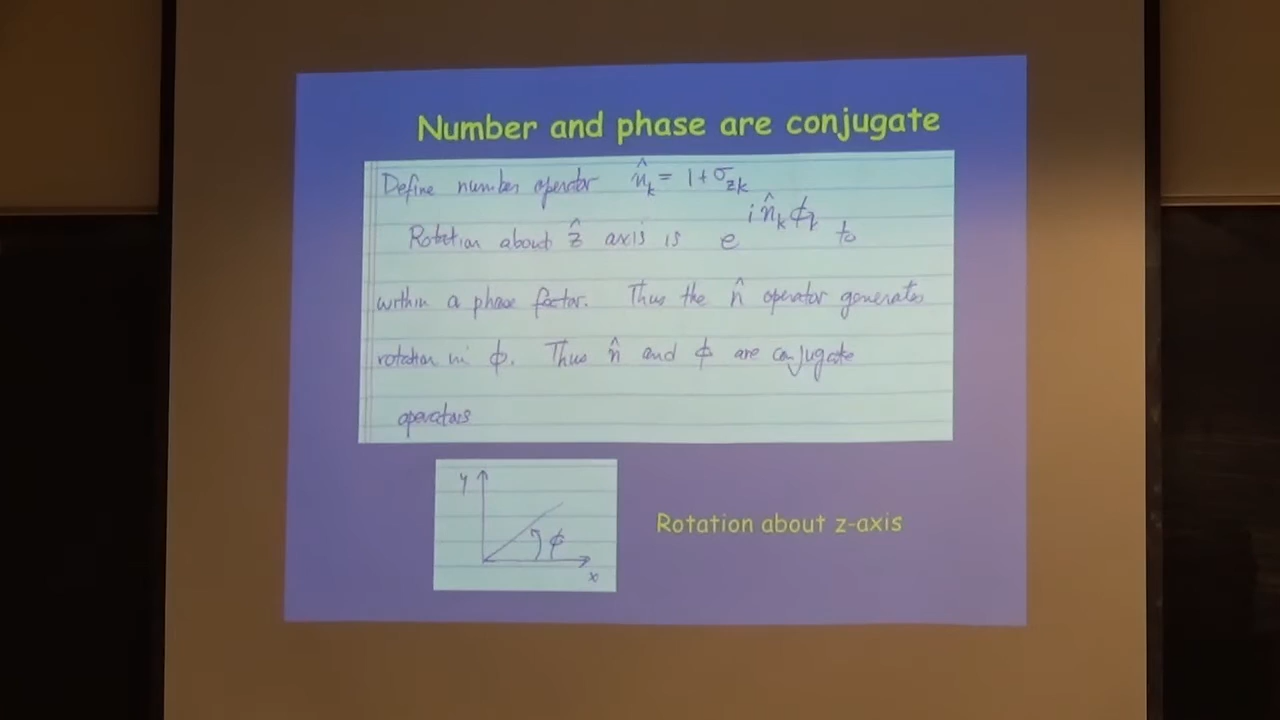 Number and phase are conjugate
Define number operator n̂ₖ = 1 + σ_zk
Rotation about ẑ axis is e^{i n̂ₖ ϕₖ} to
within a phase factor. Thus the n̂ operator generates
rotation in ϕ. Thus n̂ and ϕ are conjugate
operators
y
ϕ
x
Rotation about z-axis